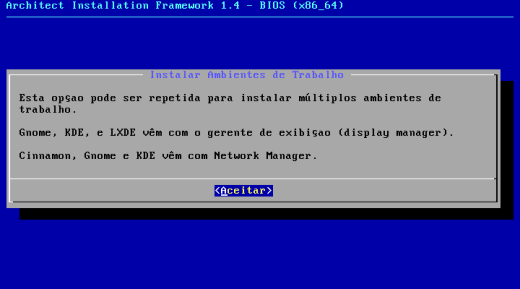 Architect Installation Framework 1.4 - BIOS (x86_64)
Instalar Ambientes de Trabalho
Esta opşao pode ser repetida para instalar múltiplos ambientes de
trabalho.
Gnome, KDE, e LXDE vêm com o gerente de exibişao (display manager).
Cinnamon, Gnome e KDE vêm com Network Manager.
<Aceitar>